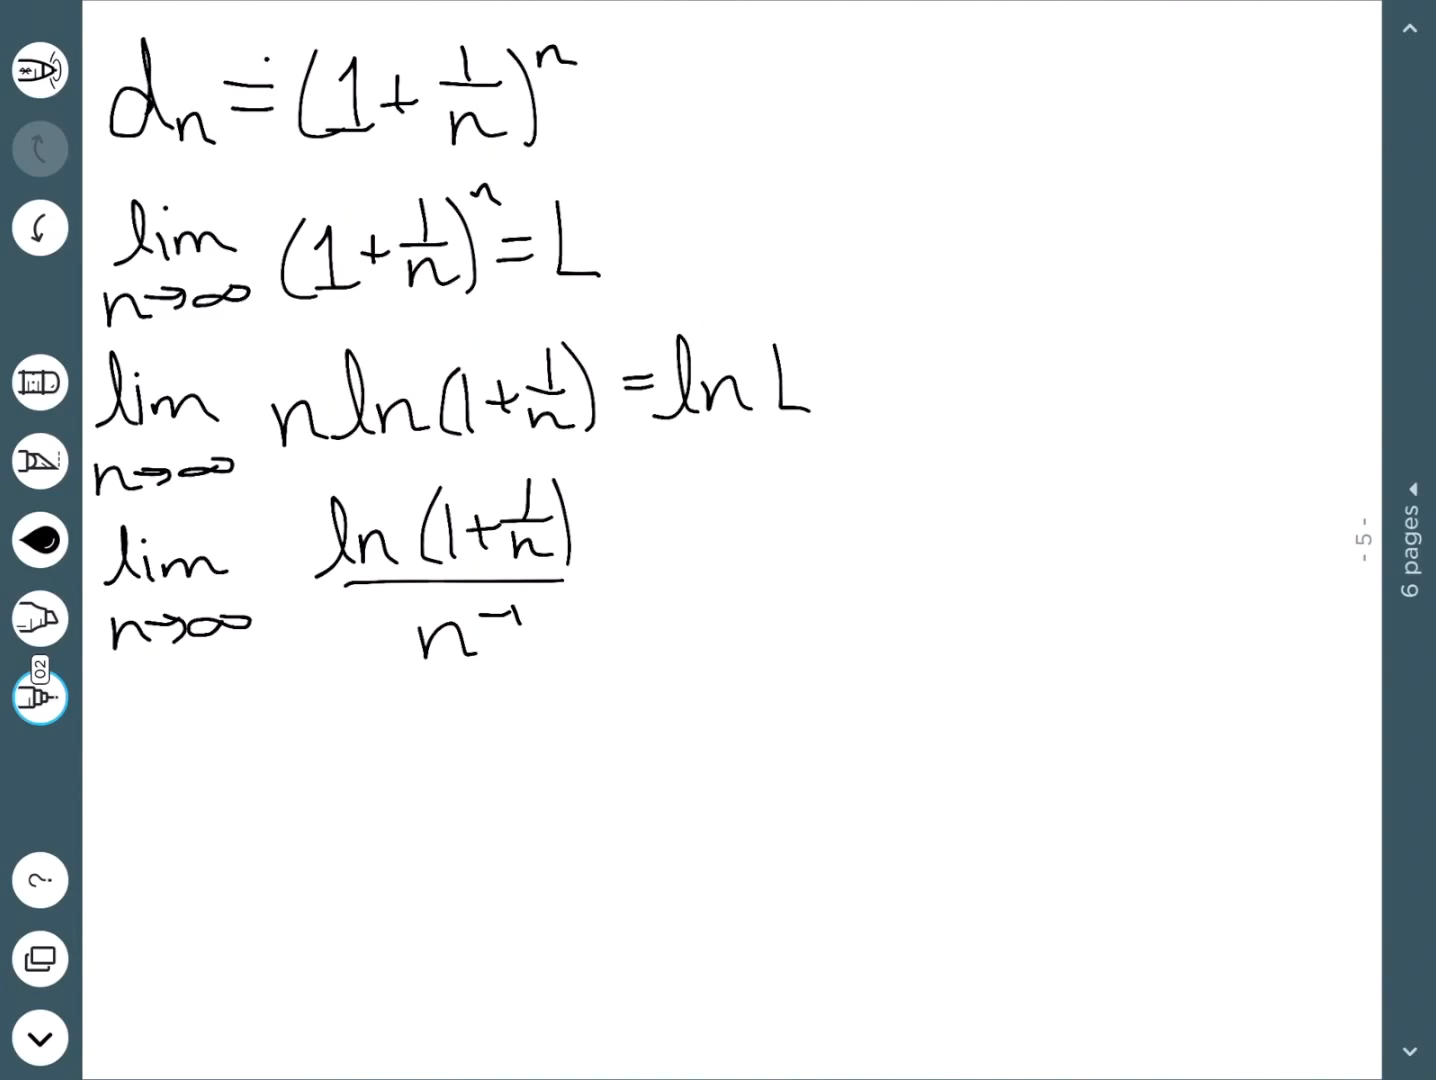 dₙ = (1 + 1/n)ⁿ
lim n→∞ (1 + 1/n)ⁿ = L
lim n→∞ n ln(1 + 1/n) = ln L
lim n→∞ ln(1 + 1/n) / n⁻¹
02
?
- 5 -
6 pages